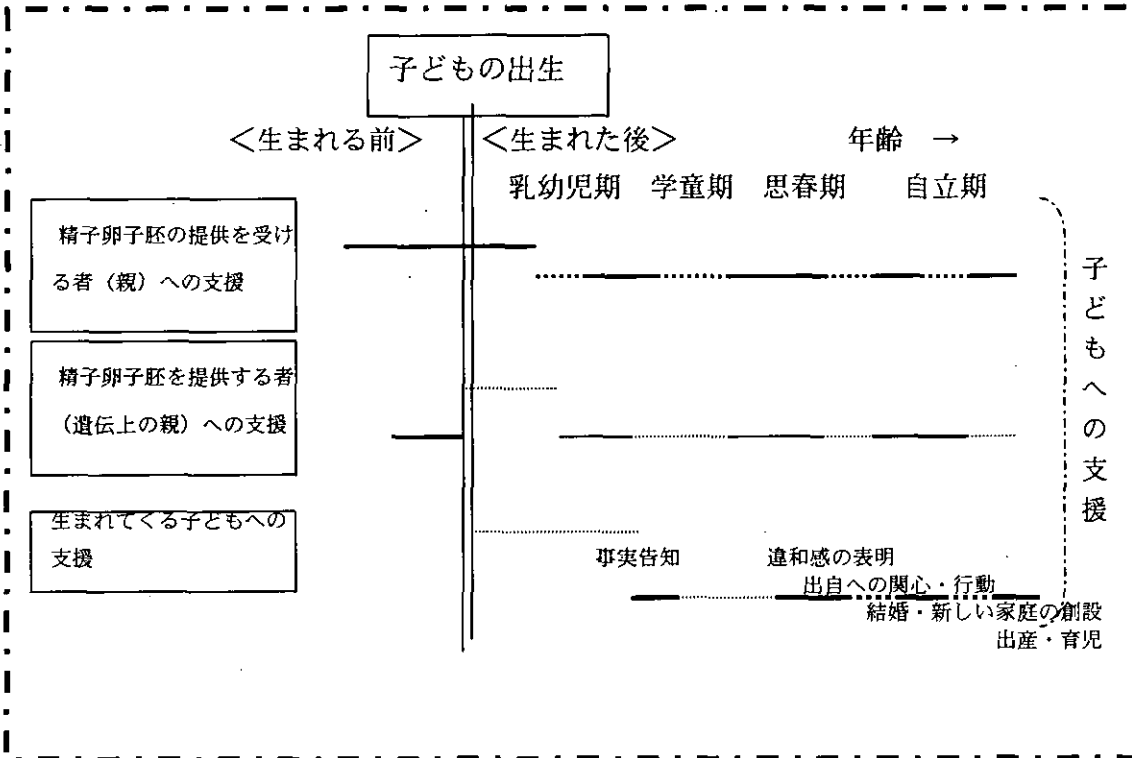 子どもの出生
<生まれる前>
<生まれた後>
年齢 →
乳幼児期 学童期 思春期 自立期
精子卵子胚の提供を受け
る者（親）への支援
精子卵子胚を提供する者
（遺伝上の親）への支援
生まれてくる子どもへの
支援
事実告知
違和感の表明
出自への関心・行動
結婚・新しい家庭の創設
出産・育児
子どもへの支援